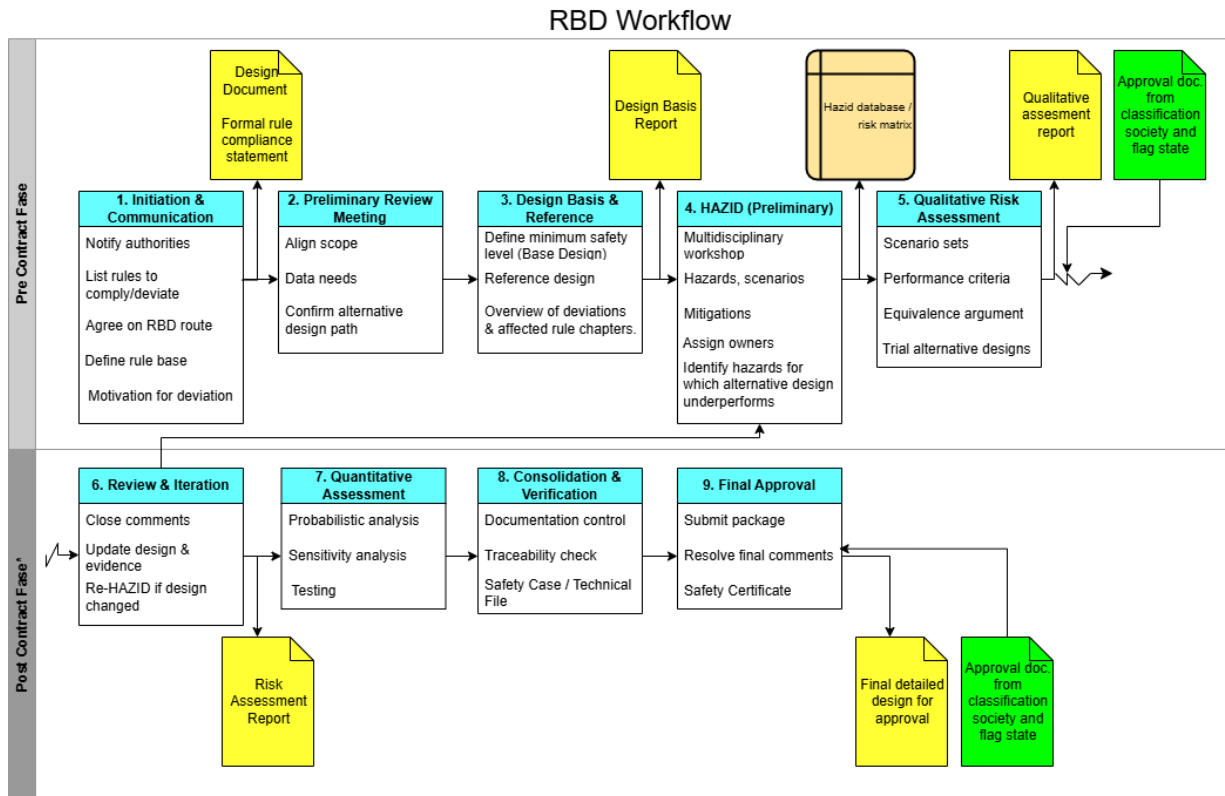 RBD Workflow
Pre Contract Fase
Design
Document
Formal rule
compliance
statement
Design Basis
Report
Hazid database /
risk matrix
Qualitative
assesment
report
Approval doc.
from
classification
society and
flag state
1. Initiation &
Communication
Notify authorities
List rules to
comply/deviate
Agree on RBD route
Define rule base
Motivation for deviation
2. Preliminary Review
Meeting
Align scope
Data needs
Confirm alternative
design path
3. Design Basis &
Reference
Define minimum safety
level (Base Design)
Reference design
Overview of deviations
& affected rule chapters.
4. HAZID (Preliminary)
Multidisciplinary
workshop
Hazards, scenarios
Mitigations
Assign owners
Identify hazards for
which alternative design
underperforms
5. Qualitative Risk
Assessment
Scenario sets
Performance criteria
Equivalence argument
Trial alternative designs
Post Contract Fase*
6. Review & Iteration
Close comments
Update design &
evidence
Re-HAZID if design
changed
7. Quantitative
Assessment
Probabilistic analysis
Sensitivity analysis
Testing
8. Consolidation &
Verification
Documentation control
Traceability check
Safety Case / Technical
File
9. Final Approval
Submit package
Resolve final comments
Safety Certificate
Risk
Assessment
Report
Final detailed
design for
approval
Approval doc.
from
classification
society and
flag state